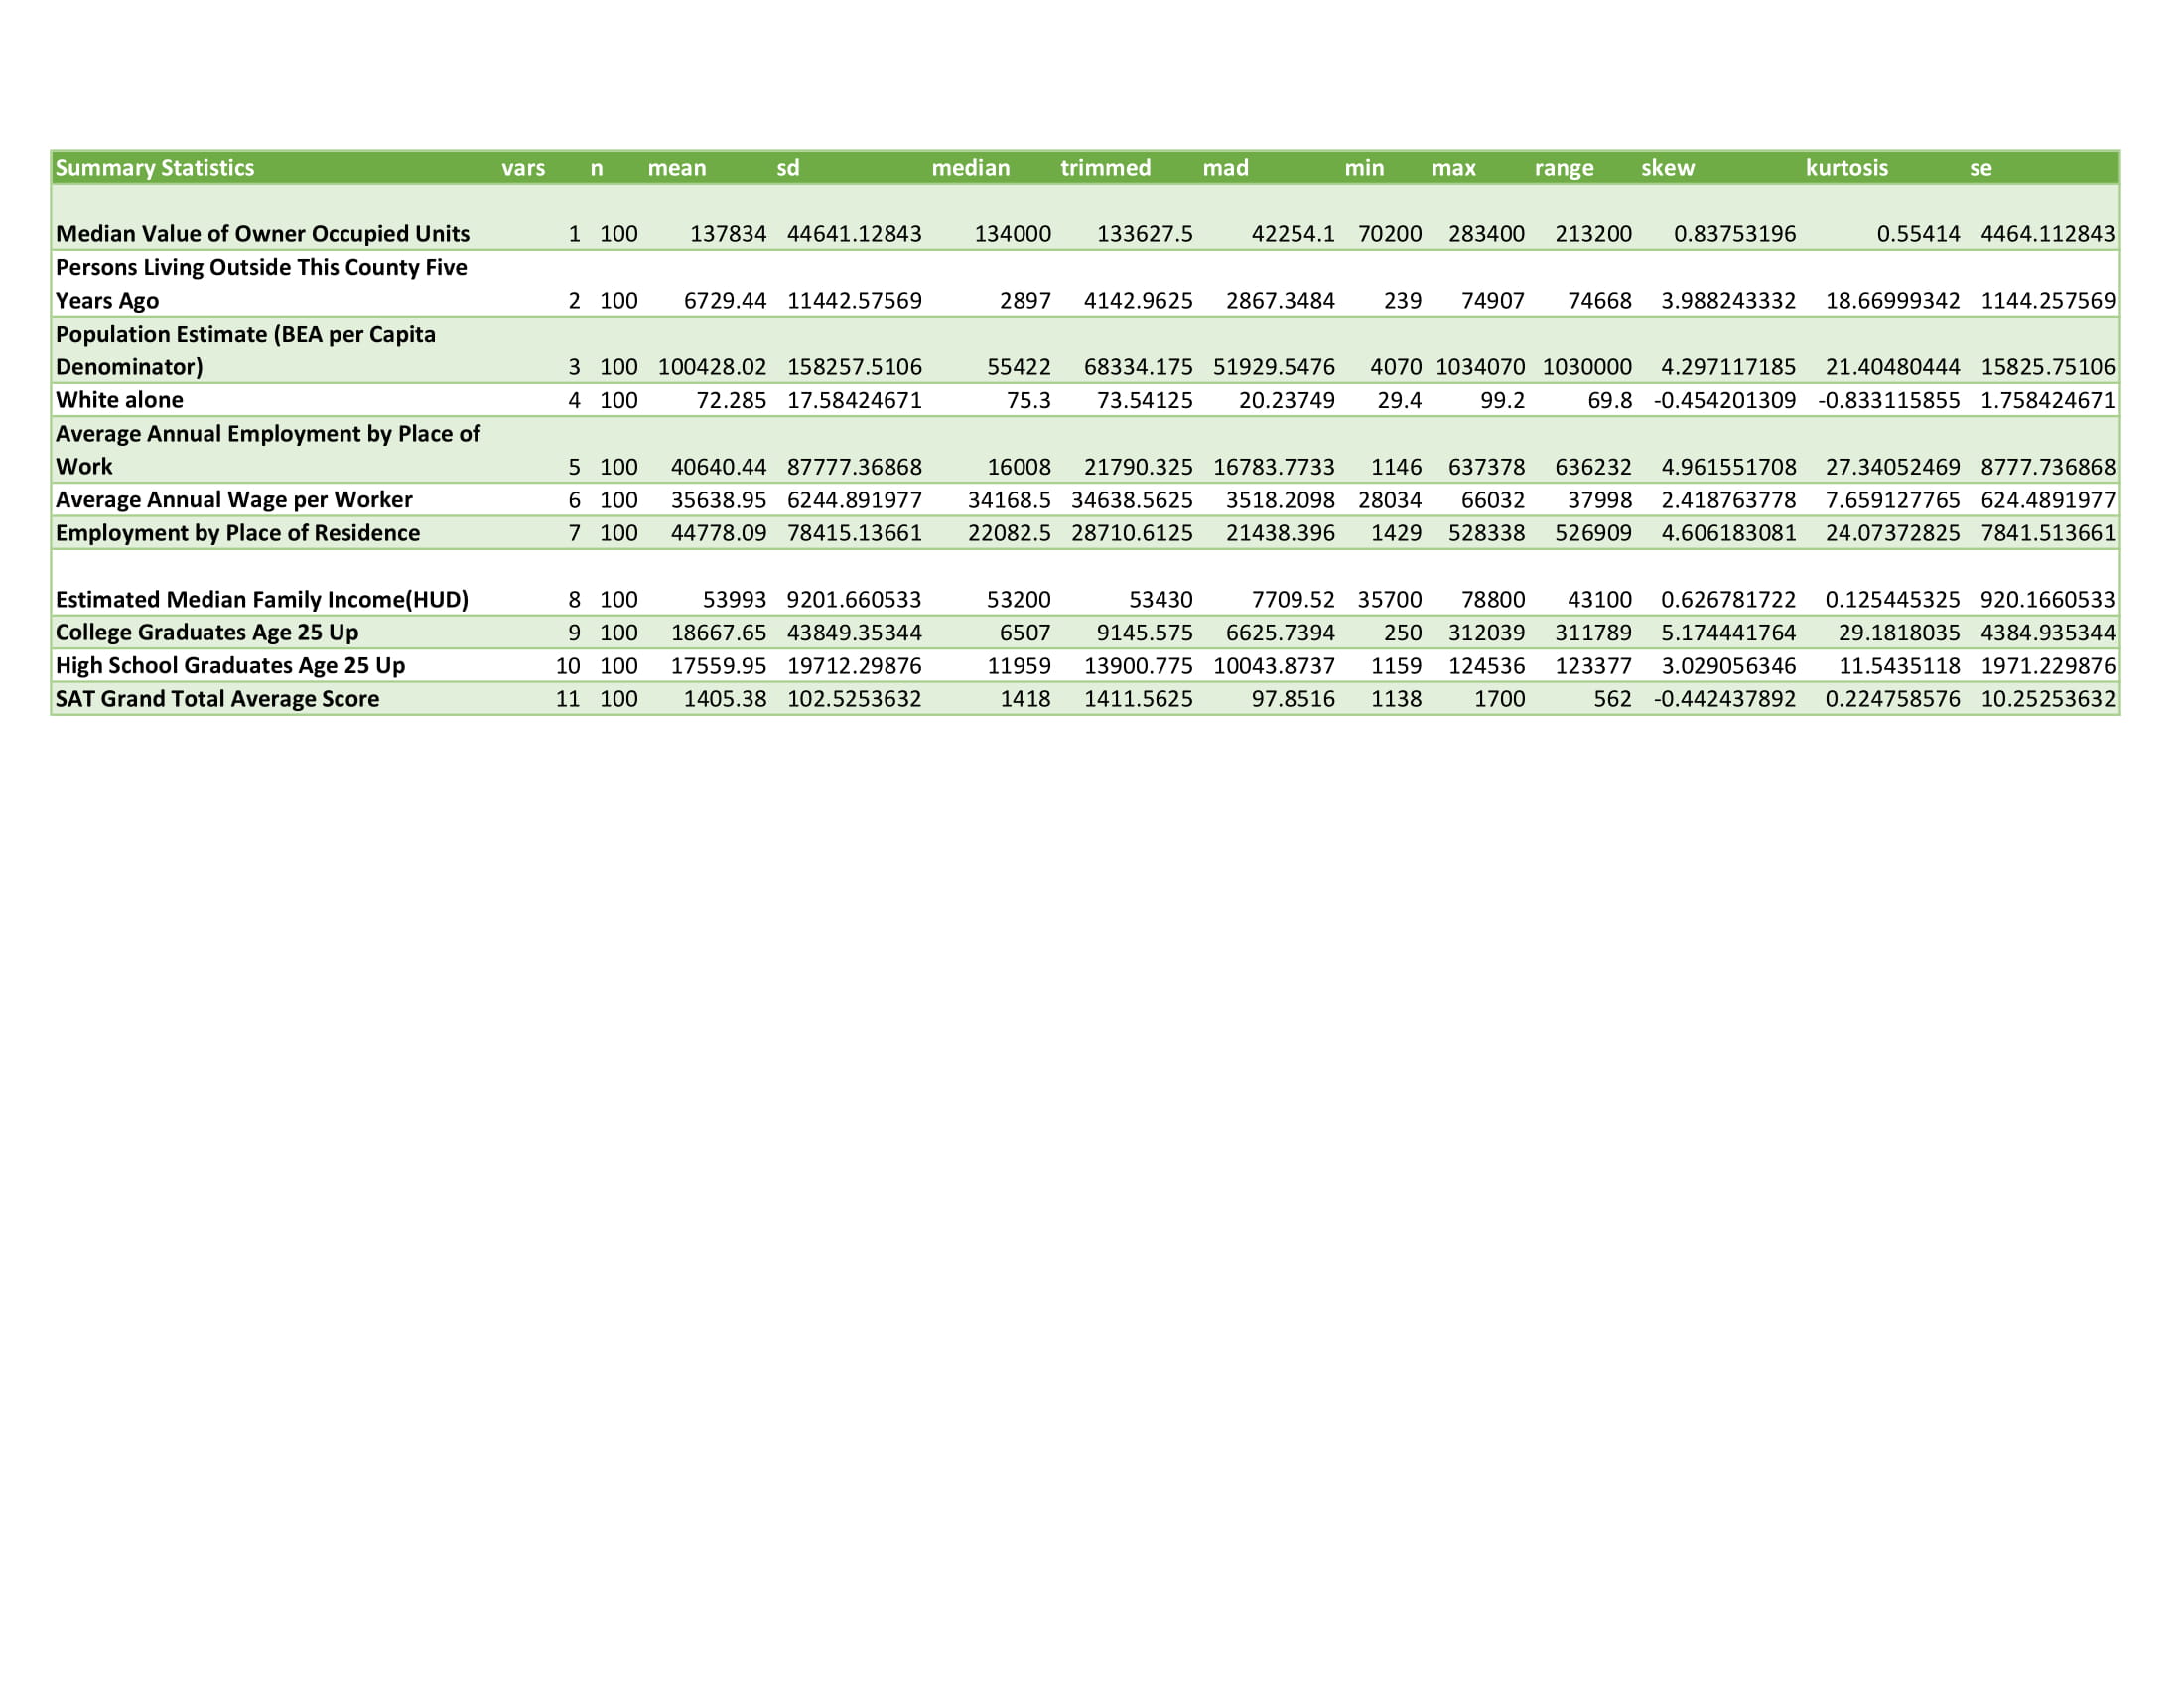 Summary Statistics vars n mean sd median trimmed mad min max range skew kurtosis se
Median Value of Owner Occupied Units 1 100 137834 44641.12843 134000 133627.5 42254.1 70200 283400 213200 0.83753196 0.55414 4464.112843
Persons Living Outside This County Five
Years Ago 2 100 6729.44 11442.57569 2897 4142.9625 2867.3484 239 74907 74668 3.988243332 18.66999342 1144.257569
Population Estimate (BEA per Capita
Denominator) 3 100 100428.02 158257.5106 55422 68334.175 51929.5476 4070 1034070 1030000 4.297117185 21.40480444 15825.75106
White alone 4 100 72.285 17.58424671 75.3 73.54125 20.23749 29.4 99.2 69.8 -0.454201309 -0.833115855 1.758424671
Average Annual Employment by Place of
Work 5 100 40640.44 87777.36868 16008 21790.325 16783.7733 1146 637378 636232 4.961551708 27.34052469 8777.736868
Average Annual Wage per Worker 6 100 35638.95 6244.891977 34168.5 34638.5625 3518.2098 28034 66032 37998 2.418763778 7.659127765 624.4891977
Employment by Place of Residence 7 100 44778.09 78415.13661 22082.5 28710.6125 21438.396 1429 528338 526909 4.606183081 24.07372825 7841.513661
Estimated Median Family Income(HUD) 8 100 53993 9201.660533 53200 53430 7709.52 35700 78800 43100 0.626781722 0.125445325 920.1660533
College Graduates Age 25 Up 9 100 18667.65 43849.35344 6507 9145.575 6625.7394 250 312039 311789 5.174441764 29.1818035 4384.935344
High School Graduates Age 25 Up 10 100 17559.95 19712.29876 11959 13900.775 10043.8737 1159 124536 123377 3.029056346 11.5435118 1971.229876
SAT Grand Total Average Score 11 100 1405.38 102.5253632 1418 1411.5625 97.8516 1138 1700 562 -0.442437892 0.224758576 10.25253632